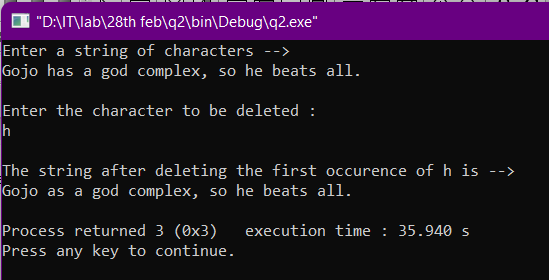 "D:\IT\lab\28th feb\q2\bin\Debug\q2.exe"
Enter a string of characters -->
Gojo has a god complex, so he beats all.
Enter the character to be deleted :
h
The string after deleting the first occurence of h is -->
Gojo as a god complex, so he beats all.
Process returned 3 (0x3)   execution time : 35.940 s
Press any key to continue.